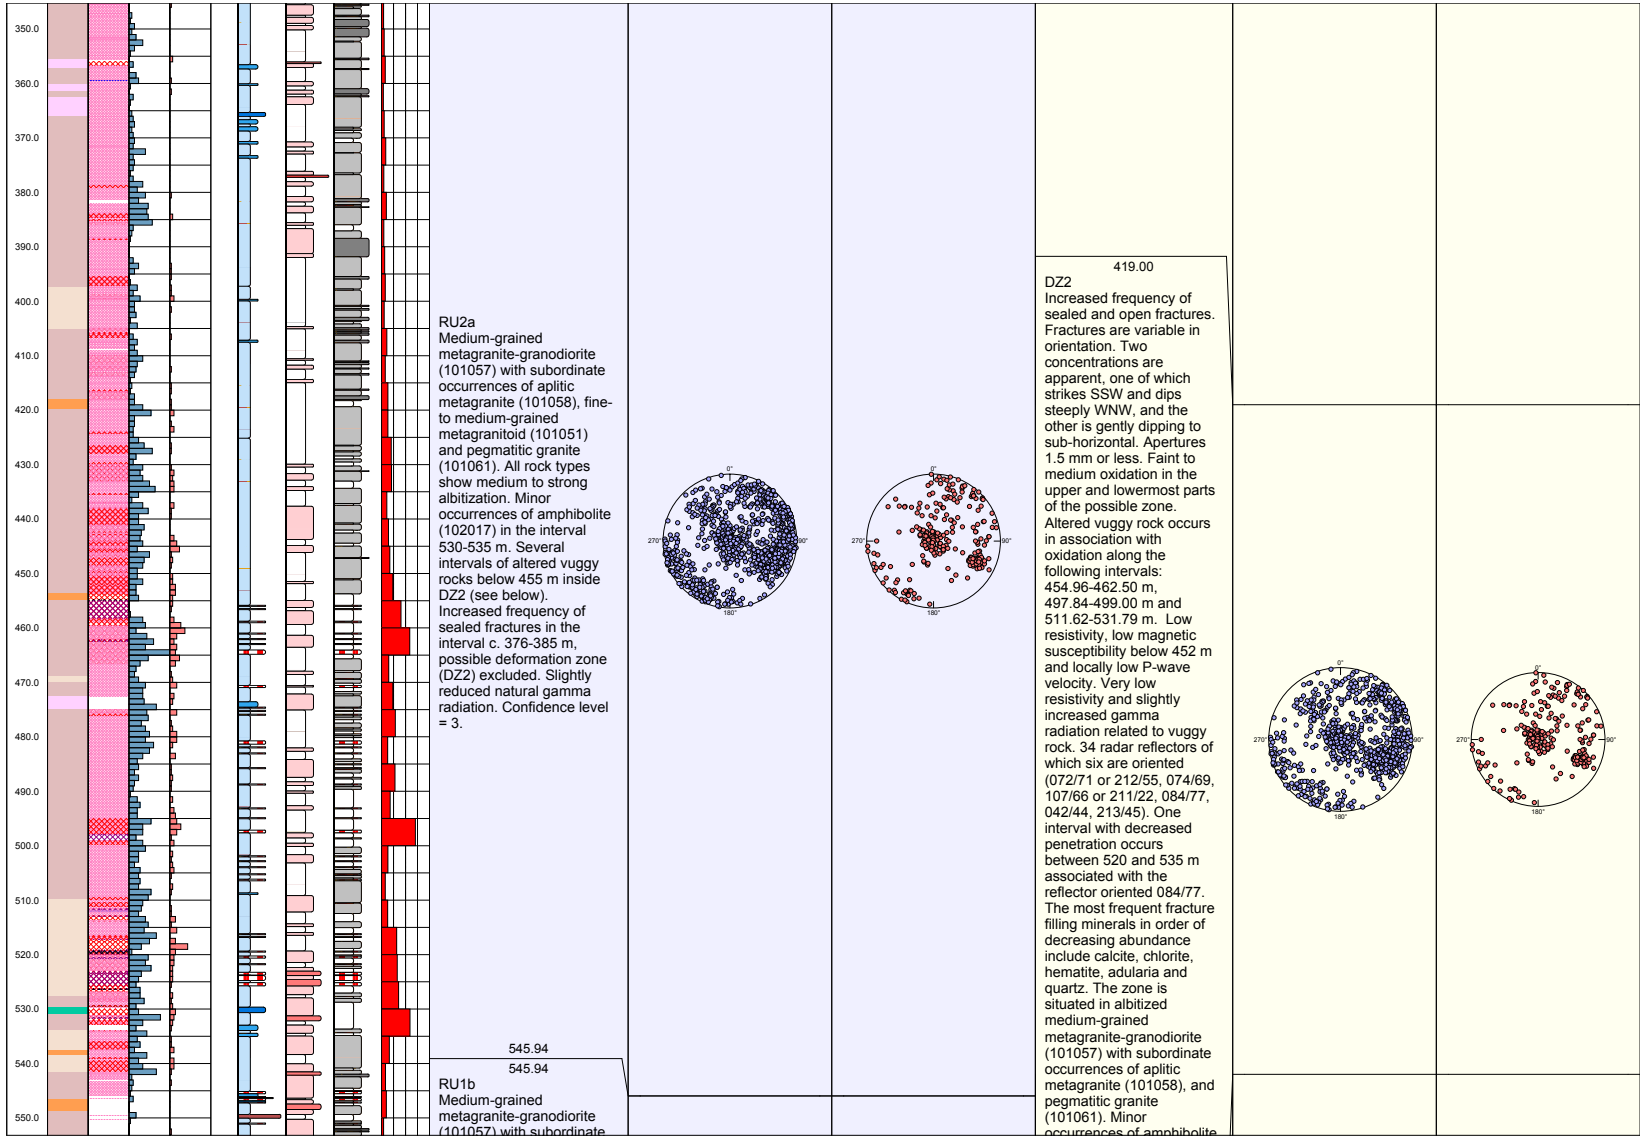 350.0
360.0
370.0
380.0
390.0
400.0
410.0
420.0
430.0
440.0
450.0
460.0
470.0
480.0
490.0
500.0
510.0
520.0
530.0
540.0
550.0
RU2a
Medium-grained
metagranite-granodiorite
(101057) with subordinate
occurrences of aplitic
metagranite (101058), fine-
to medium-grained
metagranitoid (101051)
and pegmatitic granite
(101061). All rock types
show medium to strong
albitization. Minor
occurrences of amphibolite
(102017) in the interval
530-535 m. Several
intervals of altered vuggy
rocks below 455 m inside
DZ2 (see below).
Increased frequency of
sealed fractures in the
interval c. 376-385 m,
possible deformation zone
(DZ2) excluded. Slightly
reduced natural gamma
radiation. Confidence level
= 3.
545.94
545.94
RU1b
Medium-grained
metagranite-granodiorite
(101057) with subordinate
0°
90°
180°
270°
0°
90°
180°
270°
419.00
DZ2
Increased frequency of
sealed and open fractures.
Fractures are variable in
orientation. Two
concentrations are
apparent, one of which
strikes SSW and dips
steeply WNW, and the
other is gently dipping to
sub-horizontal. Apertures
1.5 mm or less. Faint to
medium oxidation in the
upper and lowermost parts
of the possible zone.
Altered vuggy rock occurs
in association with
oxidation along the
following intervals:
454.96-462.50 m,
497.84-499.00 m and
511.62-531.79 m. Low
resistivity, low magnetic
susceptibility below 452 m
and locally low P-wave
velocity. Very low
resistivity and slightly
increased gamma
radiation related to vuggy
rock. 34 radar reflectors of
which six are oriented
(072/71 or 212/55, 074/69,
107/66 or 211/22, 084/77,
042/44, 213/45). One
interval with decreased
penetration occurs
between 520 and 535 m
associated with the
reflector oriented 084/77.
The most frequent fracture
filling minerals in order of
decreasing abundance
include calcite, chlorite,
hematite, adularia and
quartz. The zone is
situated in albitized
medium-grained
metagranite-granodiorite
(101057) with subordinate
occurrences of aplitic
metagranite (101058), and
pegmatitic granite
(101061). Minor
occurrences of amphibolite
0°
90°
180°
270°
0°
90°
180°
270°